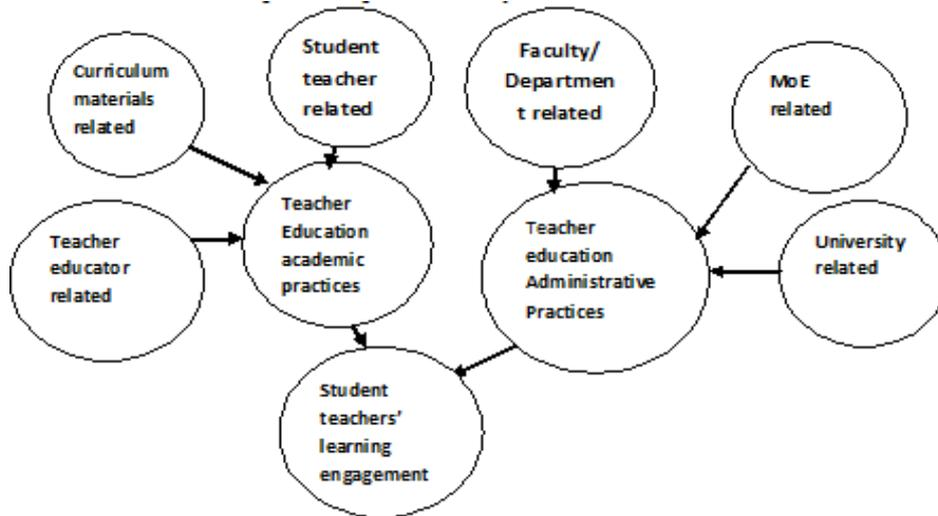 Curriculum
materials
related
Student
teacher
related
Faculty/
Departmen
t related
MoE
related
Teacher
educator
related
Teacher
Education
academic
practices
Teacher
education
Administrative
Practices
University
related
Student
teachers’
learning
engagement